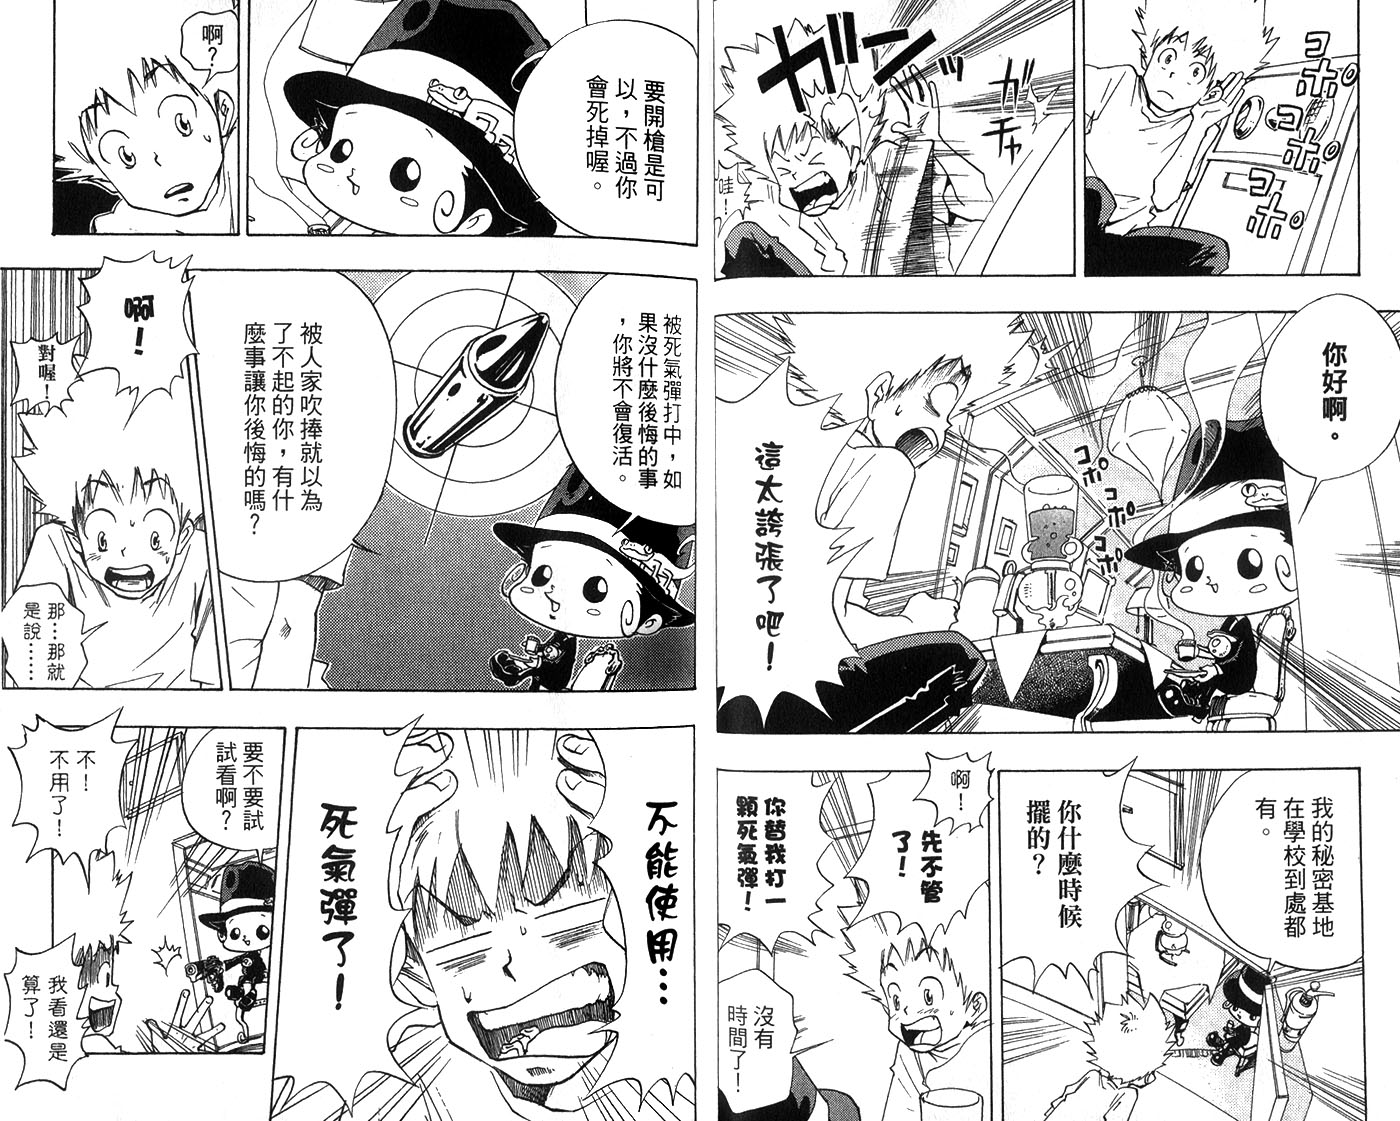 コポ。
コポ。
コポ。
ガンッ
ガチャ
哇！
你好啊。
這太誇張了吧！
コポ
コポ
コポ
我的秘密基地
在學校到處都
有。
你什麼時候
擺的？
啊！
先不管
了！
你替我打一
顆死氣彈！
沒有
時間了！
要開槍是可
以，不過你
會死掉喔。
啊？
被死氣彈打中，如
果沒什麼後悔的事
，你將不會復活。
被人家吹捧就以為
了不起的你，有什
麼事讓你後悔的嗎？
啊！
對喔！
那…那就
是說……
不能使用…
死氣彈了！
要不要試
試看啊？
不！
不用了！
我看還是
算了！